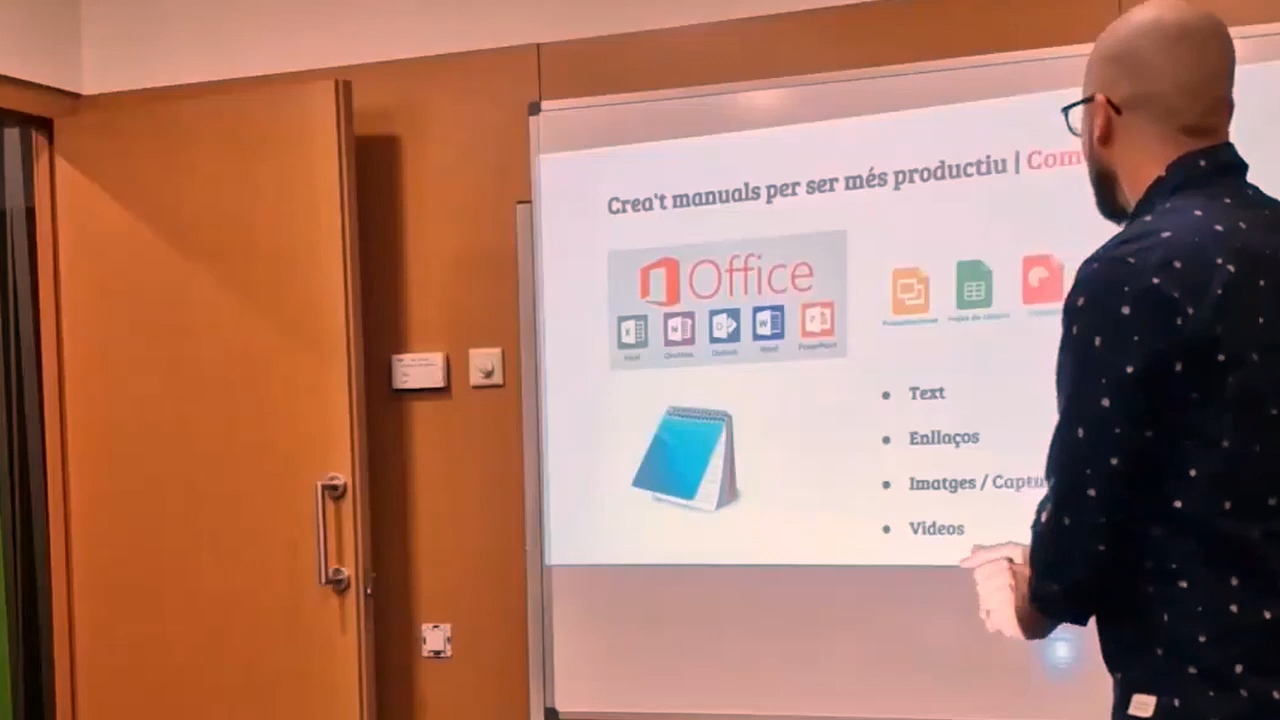 Crea't manuals per ser més productiu | Com
Office
Excel OneNote Outlook Word PowerPoint
Text
Enllaços
Imatges / Captu
Videos